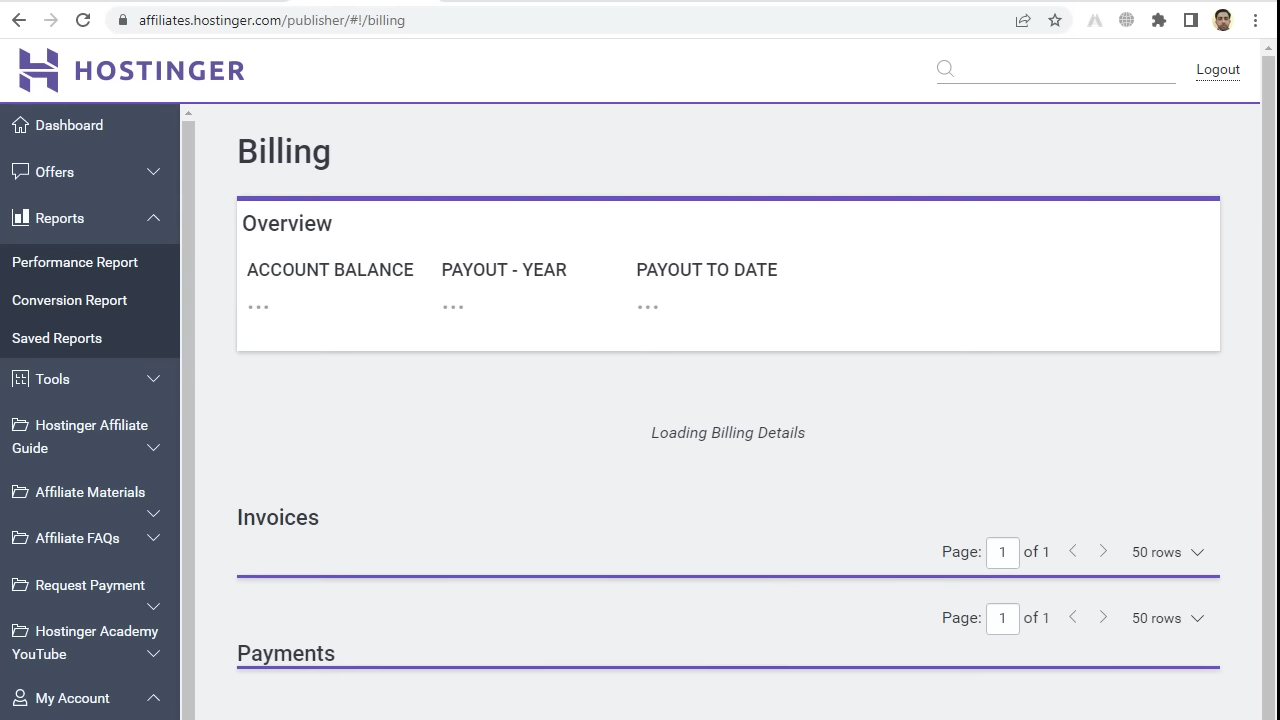 affiliates.hostinger.com/publisher/#!/billing
HOSTINGER
Logout
Dashboard
Offers
Reports
Performance Report
Conversion Report
Saved Reports
Tools
Hostinger Affiliate
Guide
Affiliate Materials
Affiliate FAQs
Request Payment
Hostinger Academy
YouTube
My Account
Billing
Overview
ACCOUNT BALANCE PAYOUT - YEAR PAYOUT TO DATE
... ... ...
Loading Billing Details
Invoices
Page: 1 of 1 50 rows
Page: 1 of 1 50 rows
Payments